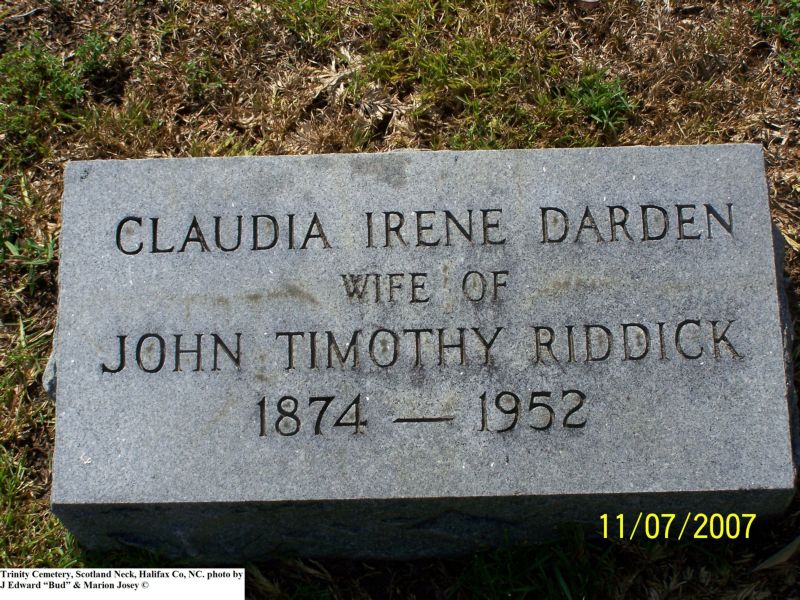 CLAUDIA IRENE DARDEN
WIFE OF
JOHN TIMOTHY RIDDICK
1874 — 1952
11/07/2007
Trinity Cemetery, Scotland Neck, Halifax Co, NC. photo by
J Edward “Bud” & Marion Josey ©